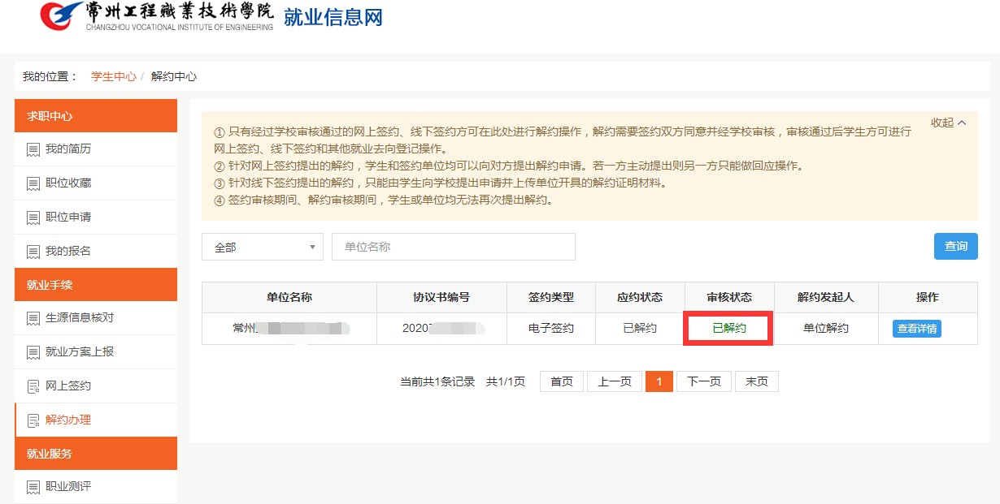 常州工程職業技術學院 就业信息网
CHANGZHOU VOCATIONAL INSTITUTE OF ENGINEERING
我的位置： 学生中心 / 解约中心
求职中心
我的简历
职位收藏
职位申请
我的报名
就业手续
生源信息核对
就业方案上报
网上签约
解约办理
就业服务
职业测评
收起
① 只有经过学校审核通过的网上签约、线下签约方可在此处进行解约操作，解约需要签约双方同意并经学校审核，审核通过后学生方可进行
网上签约、线下签约和其他就业去向登记操作。
② 针对网上签约提出的解约，学生和签约单位均可以向对方提出解约申请。若一方主动提出则另一方只能做回应操作。
③ 针对线下签约提出的解约，只能由学生向学校提出申请并上传单位开具的解约证明材料。
④ 签约审核期间、解约审核期间，学生或单位均无法再次提出解约。
全部 单位名称 查询
单位名称 协议书编号 签约类型 应约状态 审核状态 解约发起人 操作
常州 2020 电子签约 已解约 已解约 单位解约 查看详情
当前共1条记录 共1/1页 首页 上一页 1 下一页 末页